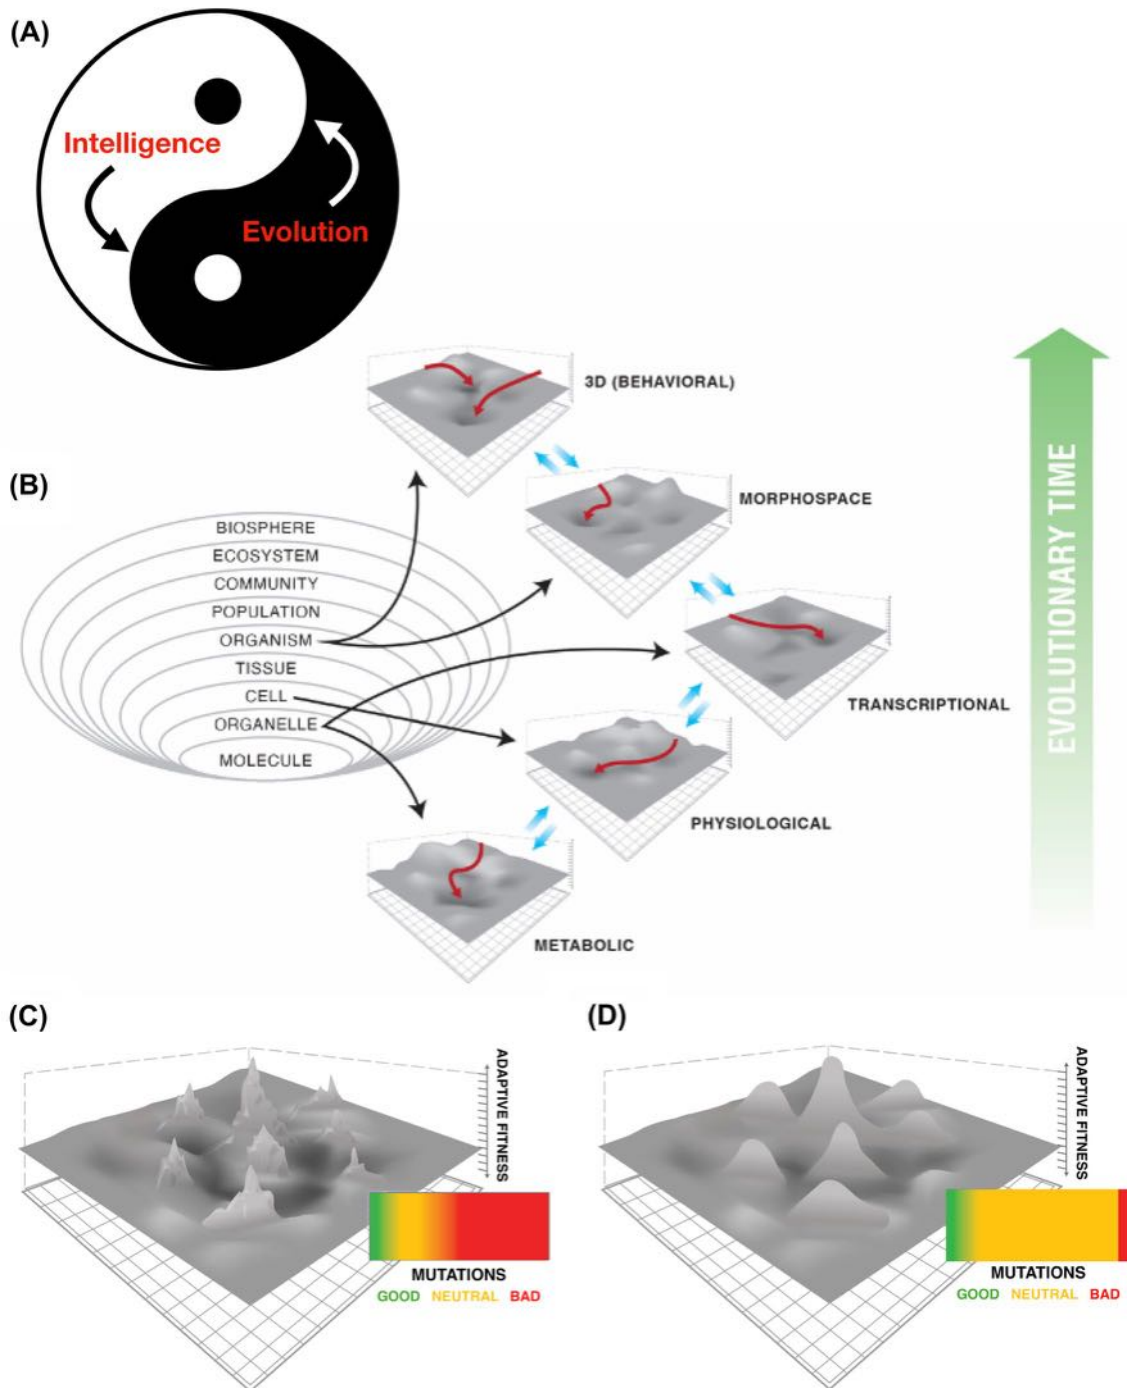 (A)
Intelligence
Evolution
(B)
3D (BEHAVIORAL)
MORPHOSPACE
TRANSCRIPTIONAL
PHYSIOLOGICAL
METABOLIC
BIOSPHERE
ECOSYSTEM
COMMUNITY
POPULATION
ORGANISM
TISSUE
CELL
ORGANELLE
MOLECULE
EVOLUTIONARY TIME
(C)
ADAPTIVE FITNESS
MUTATIONS
GOOD NEUTRAL BAD
(D)
ADAPTIVE FITNESS
MUTATIONS
GOOD NEUTRAL BAD